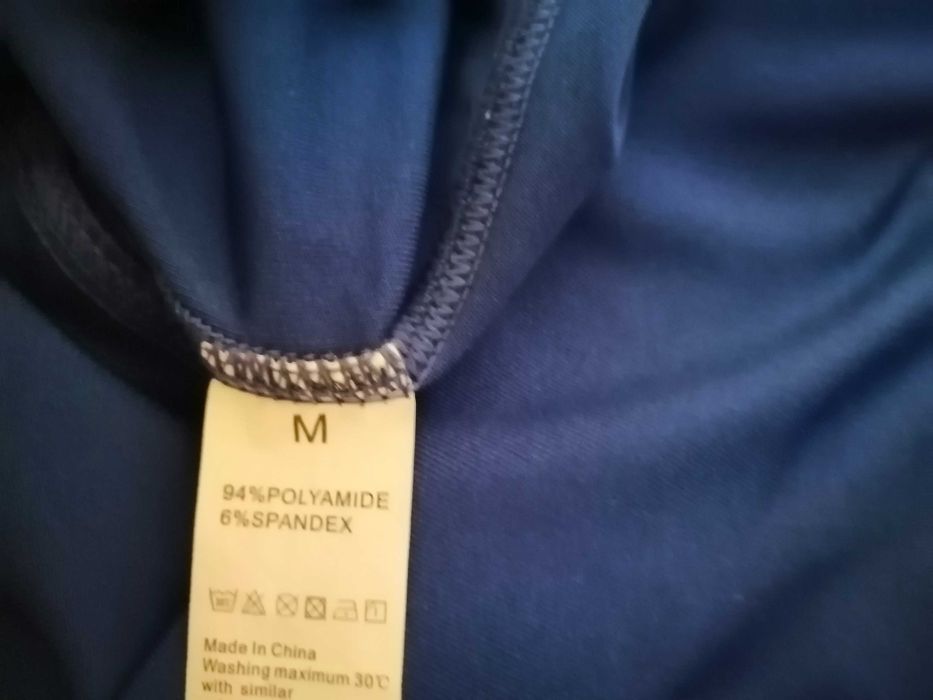 M
94%POLYAMIDE
6%SPANDEX
Made In China
Washing maximum 30℃
with similar